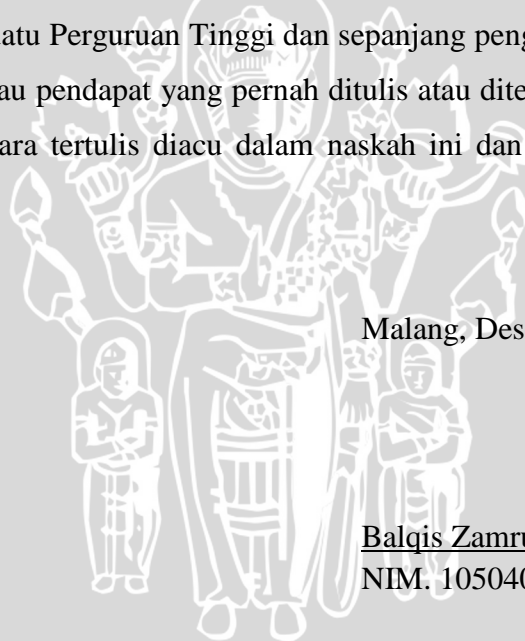 uatu Perguruan Tinggi dan sepanjang peng
au pendapat yang pernah ditulis atau dite
ara tertulis diacu dalam naskah ini dan
Malang, Des
Balqis Zamru
NIM. 105040